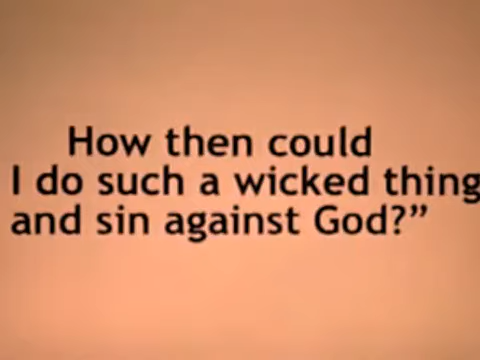 How then could
I do such a wicked thing
and sin against God?”